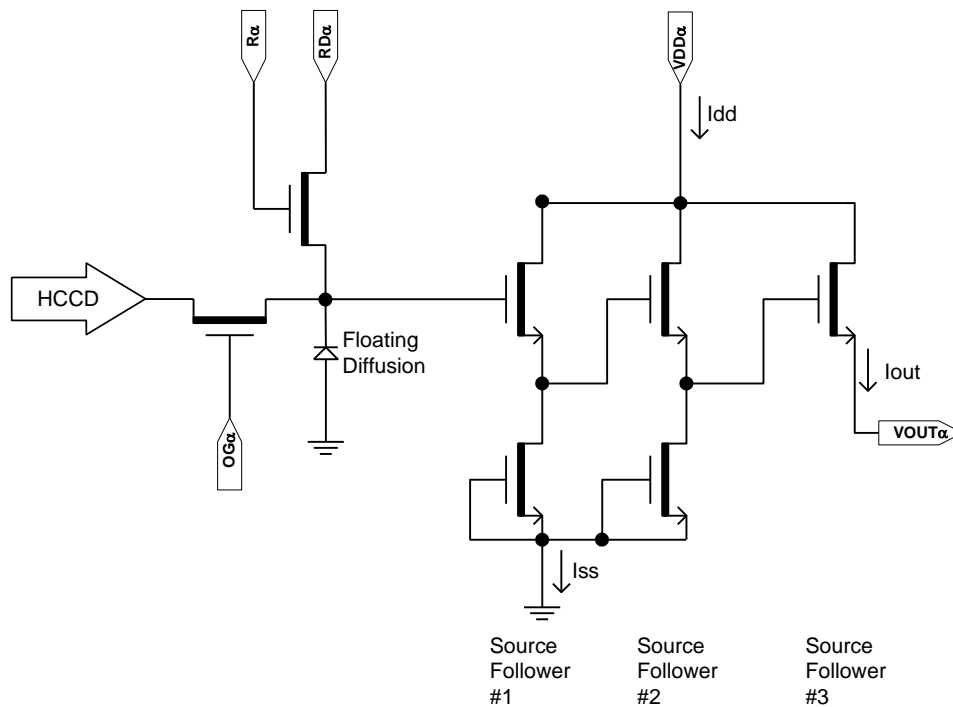 Rα
RDα
VDDα
Idd
HCCD
Floating
Diffusion
OGα
Iout
VOUTα
Iss
Source
Follower
#1
Source
Follower
#2
Source
Follower
#3